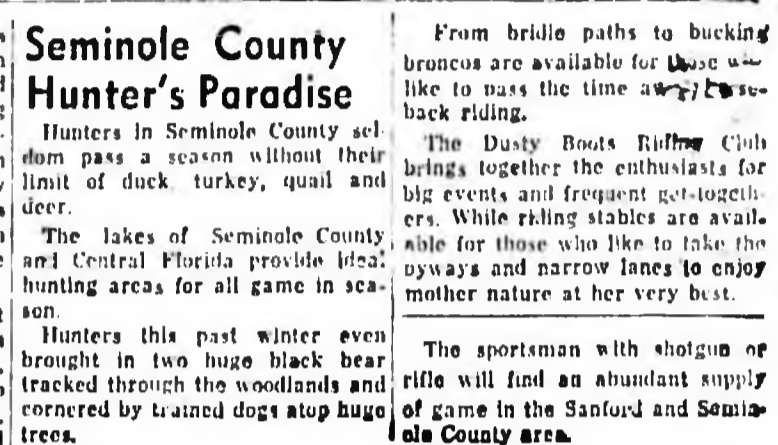 Seminole County
Hunter's Paradise
Hunters in Seminole County sel-
dom pass a season without their
limit of duck, turkey, quail and
deer.
The lakes of Seminole County
and Central Florida provide ideal
hunting areas for all game in sea-
son.
Hunters this past winter even
brought in two huge black bear
tracked through the woodlands and
cornered by trained dogs atop huge
trees.
From bridle paths to bucking
broncos are available for those
like to pass the time
back riding.
The Dusty Boots Riding Club
brings together the enthusiasts for
big events and frequent get-togeth-
ers. While riding stables are avail-
able for those who like to take the
byways and narrow lanes to enjoy
mother nature at her very best.
The sportsman with shotgun or
rifle will find an abundant supply
of game in the Sanford and Semin-
ole County area.